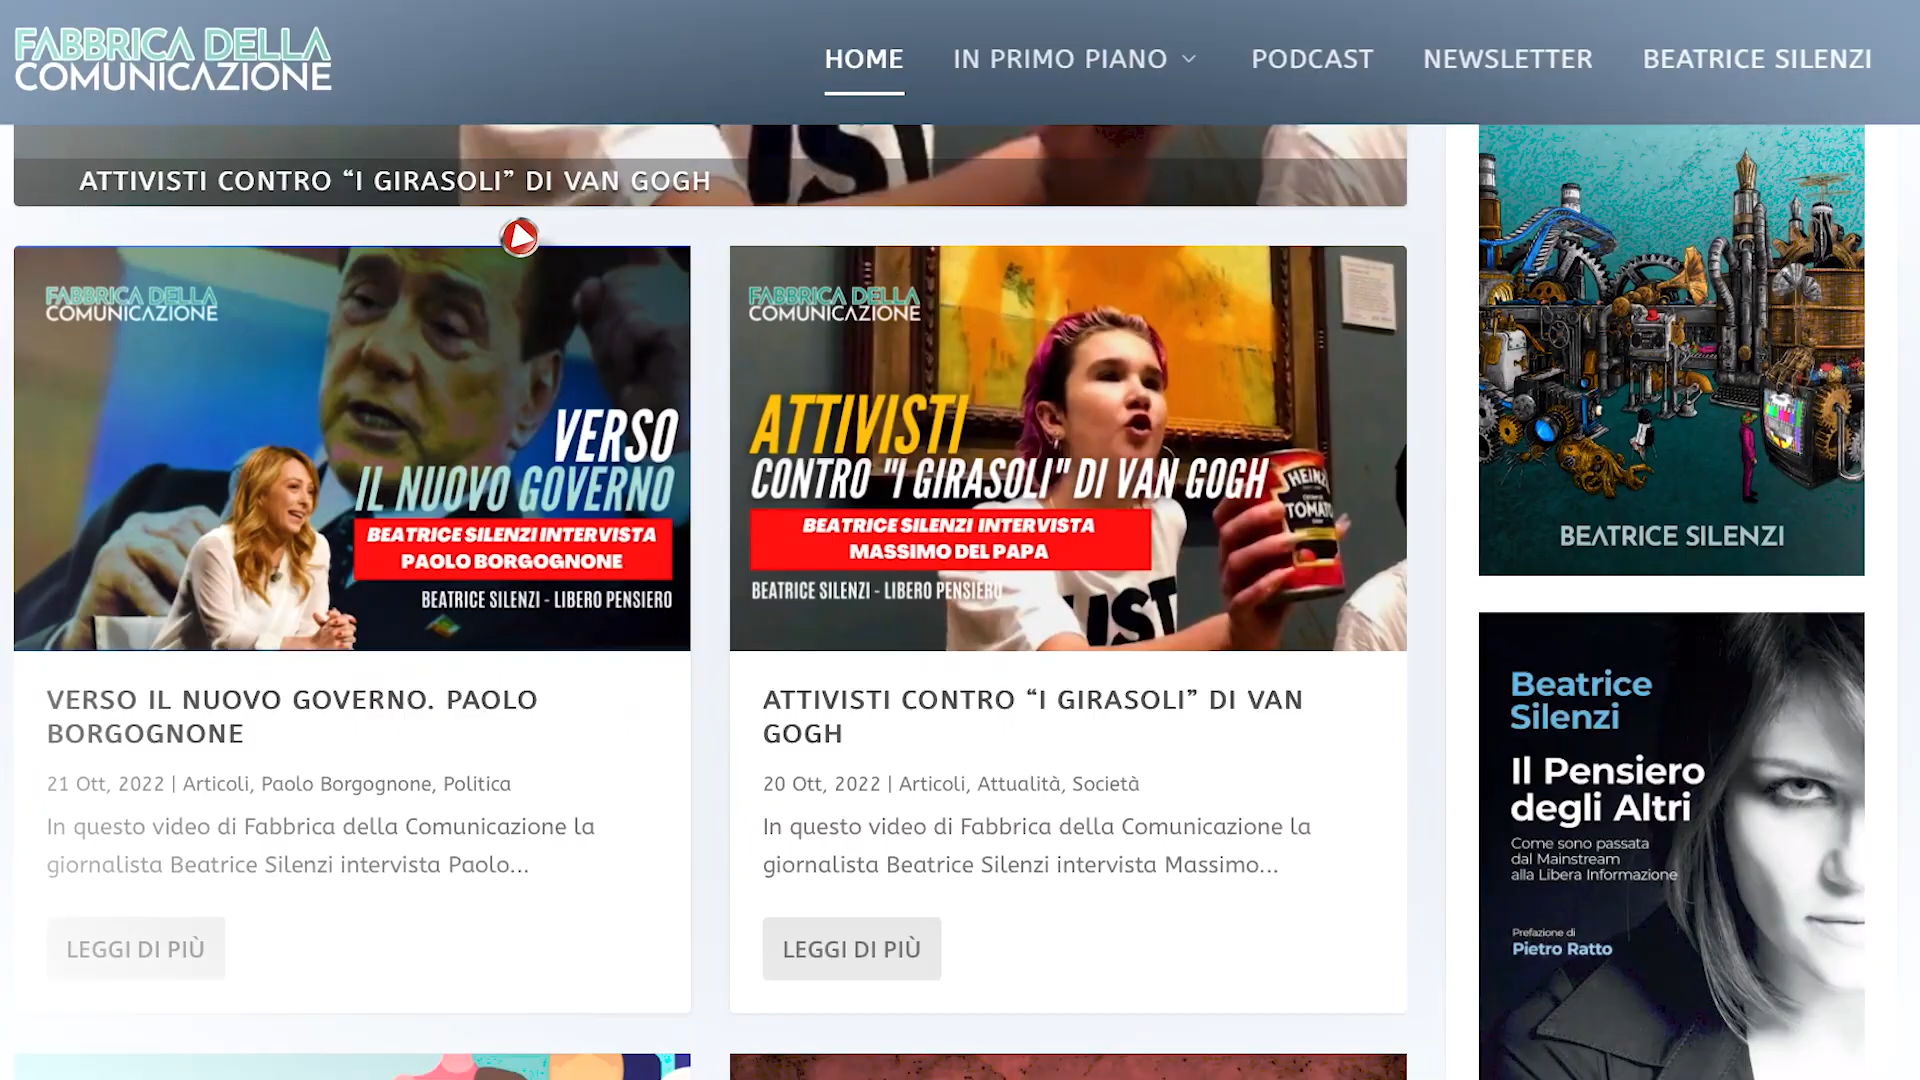 FABBRICA DELLA
COMUNICAZIONE
HOME
IN PRIMO PIANO
PODCAST
NEWSLETTER
BEATRICE SILENZI
ATTIVISTI CONTRO “I GIRASOLI” DI VAN GOGH
FABBRICA DELLA
COMUNICAZIONE
VERSO
IL NUOVO GOVERNO
BEATRICE SILENZI INTERVISTA
PAOLO BORGOGNONE
BEATRICE SILENZI - LIBERO PENSIERO
VERSO IL NUOVO GOVERNO. PAOLO
BORGOGNONE
21 Ott, 2022 | Articoli, Paolo Borgognone, Politica
In questo video di Fabbrica della Comunicazione la
giornalista Beatrice Silenzi intervista Paolo...
LEGGI DI PIÙ
FABBRICA DELLA
COMUNICAZIONE
ATTIVISTI
CONTRO "I GIRASOLI" DI VAN GOGH
BEATRICE SILENZI INTERVISTA
MASSIMO DEL PAPA
BEATRICE SILENZI - LIBERO PENSIERO
HEINZ
TOMATO
UST
ATTIVISTI CONTRO “I GIRASOLI” DI VAN
GOGH
20 Ott, 2022 | Articoli, Attualità, Società
In questo video di Fabbrica della Comunicazione la
giornalista Beatrice Silenzi intervista Massimo...
LEGGI DI PIÙ
BEATRICE SILENZI
Beatrice
Silenzi
Il Pensiero
degli Altri
Come sono passata
dal Mainstream
alla Libera Informazione
Prefazione di
Pietro Ratto